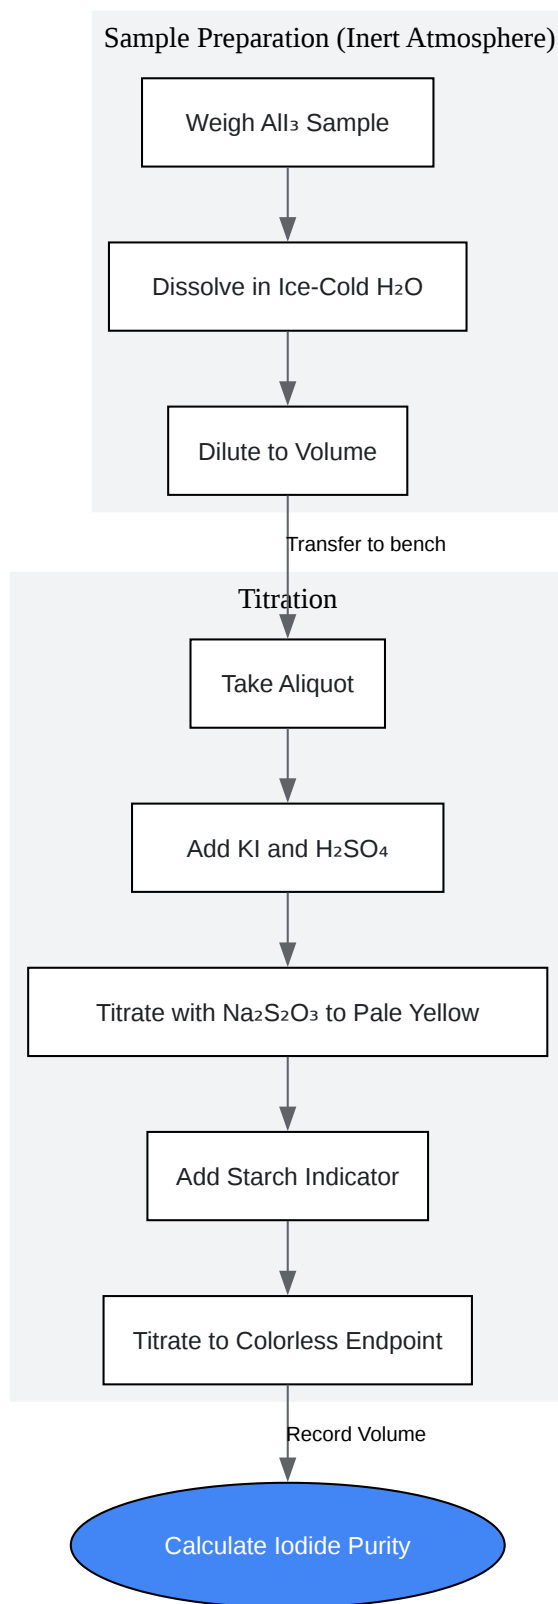 Sample Preparation (Inert Atmosphere)
Weigh AlI₃ Sample
Dissolve in Ice-Cold H₂O
Dilute to Volume
Transfer to bench
Titration
Take Aliquot
Add KI and H₂SO₄
Titrate with Na₂S₂O₃ to Pale Yellow
Add Starch Indicator
Titrate to Colorless Endpoint
Record Volume
Calculate Iodide Purity